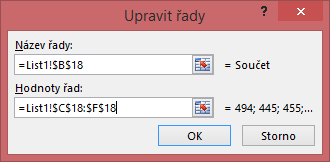 Upravit řady ? ×
Název řady:
=List1!$B$18 = Součet
Hodnoty řad:
=List1!$C$18:$F$18 = 494; 445; 455;...
OK Storno